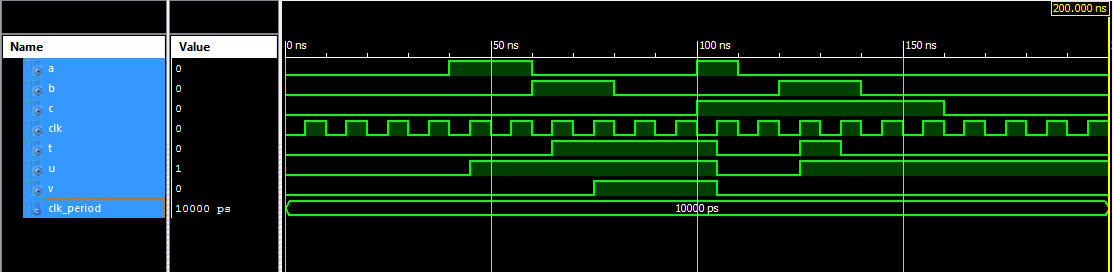 200.000 ns
Name Value
0 ns 50 ns 100 ns 150 ns
a 0
b 0
c 0
clk 0
t 0
u 1
v 0
clk_period 10000 ps 10000 ps